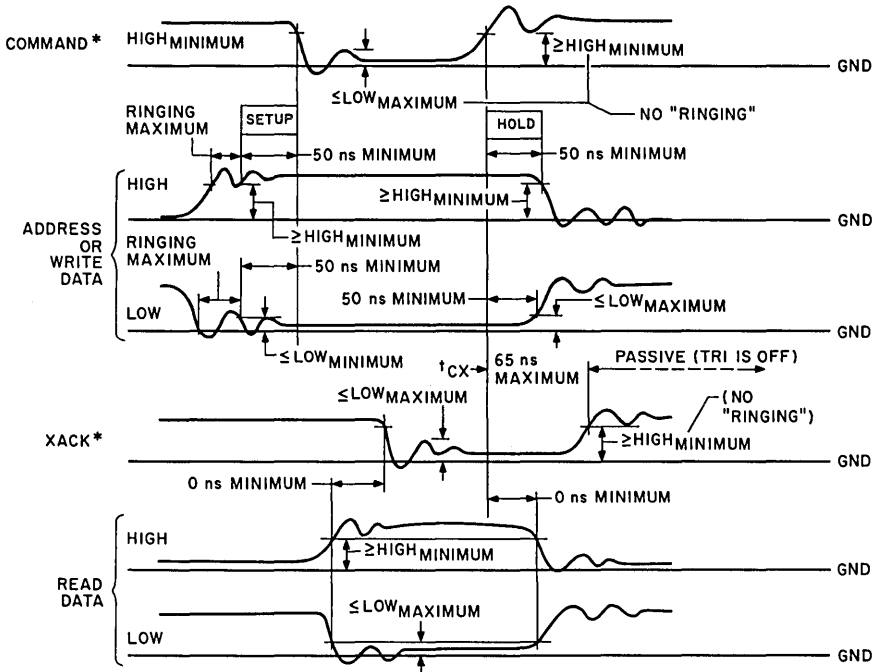 COMMAND*
HIGH MINIMUM
≥HIGH MINIMUM
GND
≤LOW MAXIMUM
NO "RINGING"
RINGING
MAXIMUM
SETUP
HOLD
50 ns MINIMUM
50 ns MINIMUM
ADDRESS
OR
WRITE
DATA
HIGH
≥HIGH MINIMUM
GND
≥HIGH MINIMUM
RINGING
MAXIMUM
50 ns MINIMUM
50 ns MINIMUM
≤LOW MAXIMUM
LOW
GND
≤LOW MINIMUM
tCX
65 ns
MAXIMUM
PASSIVE (TRI IS OFF)
≤LOW MAXIMUM
(NO
"RINGING")
XACK*
≥HIGH MINIMUM
GND
0 ns MINIMUM
0 ns MINIMUM
READ
DATA
HIGH
≥HIGH MINIMUM
GND
≤LOW MAXIMUM
LOW
GND